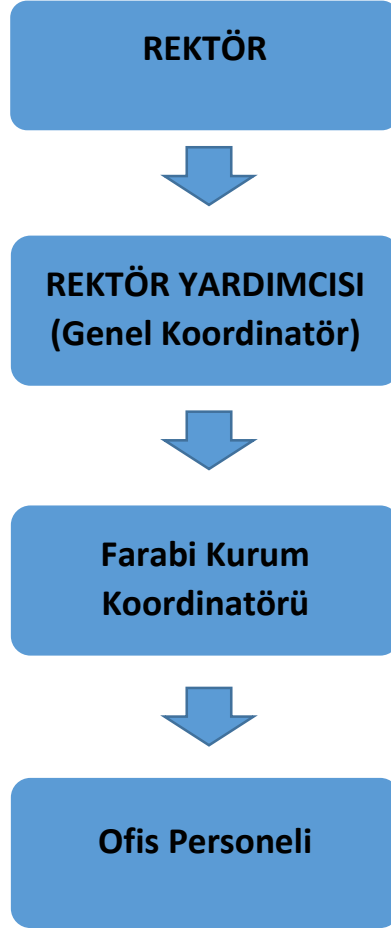 REKTÖR
REKTÖR YARDIMCISI
(Genel Koordinatör)
Farabi Kurum
Koordinatörü
Ofis Personeli